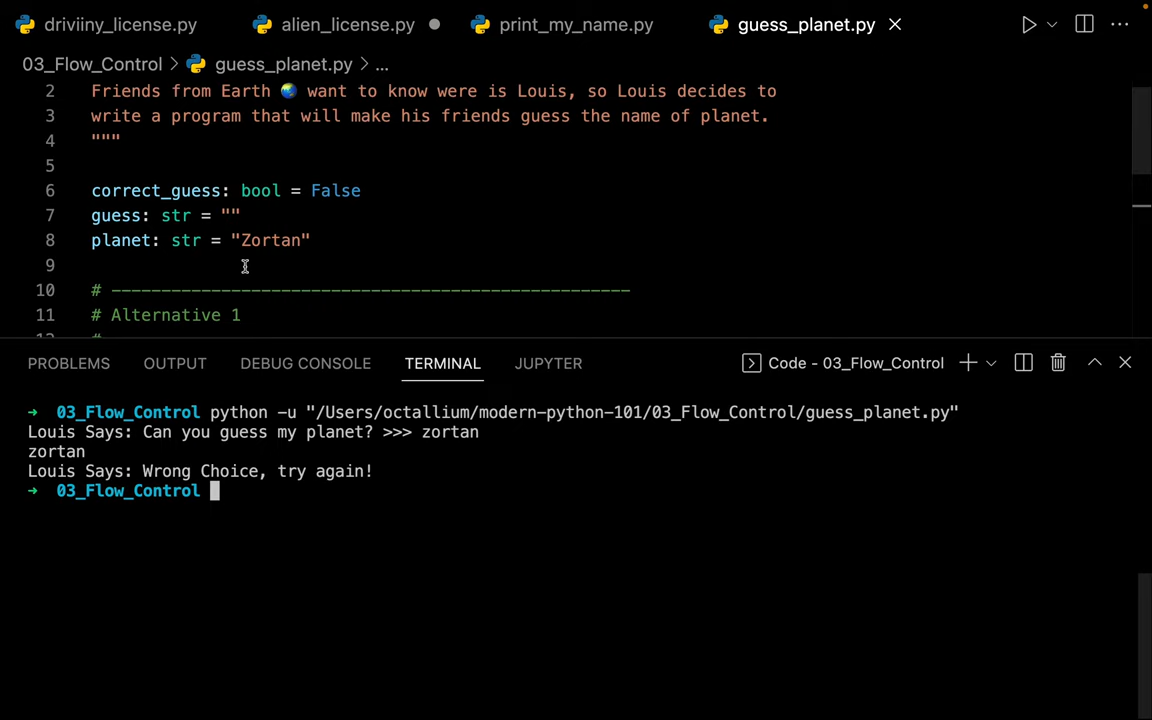 driviiny_license.py alien_license.py print_my_name.py guess_planet.py
03_Flow_Control > guess_planet.py > ...
2 Friends from Earth 🌏 want to know were is Louis, so Louis decides to
3 write a program that will make his friends guess the name of planet.
4 """
5
6 correct_guess: bool = False
7 guess: str = ""
8 planet: str = "Zortan"
9
10 # ----------------------------------------------------
11 # Alternative 1
PROBLEMS OUTPUT DEBUG CONSOLE TERMINAL JUPYTER Code - 03_Flow_Control
→ 03_Flow_Control python -u "/Users/octallium/modern-python-101/03_Flow_Control/guess_planet.py"
Louis Says: Can you guess my planet? >>> zortan
zortan
Louis Says: Wrong Choice, try again!
→ 03_Flow_Control